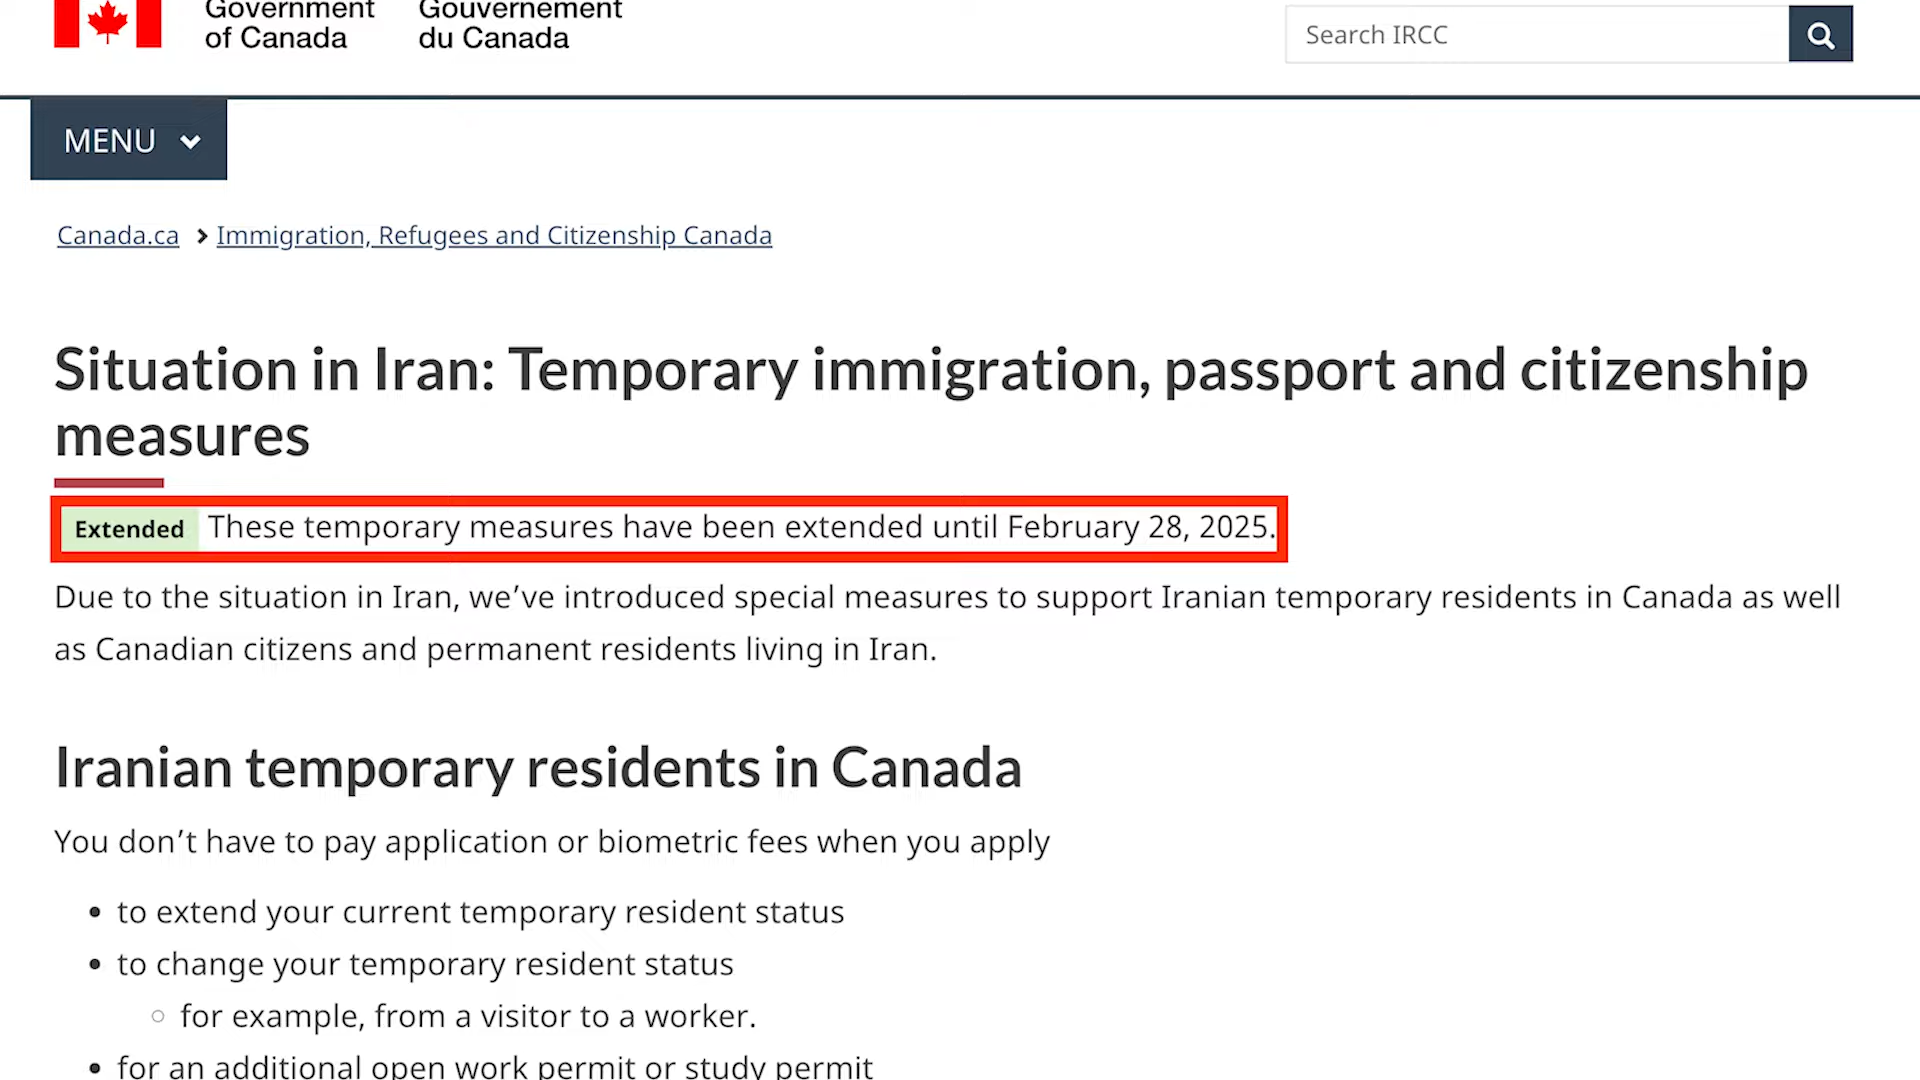 Government Gouvernement
of Canada du Canada
Search IRCC
MENU
Canada.ca Immigration, Refugees and Citizenship Canada
Situation in Iran: Temporary immigration, passport and citizenship
measures
Extended These temporary measures have been extended until February 28, 2025.
Due to the situation in Iran, we’ve introduced special measures to support Iranian temporary residents in Canada as well
as Canadian citizens and permanent residents living in Iran.
Iranian temporary residents in Canada
You don’t have to pay application or biometric fees when you apply
• to extend your current temporary resident status
• to change your temporary resident status
○ for example, from a visitor to a worker.
• for an additional open work permit or study permit